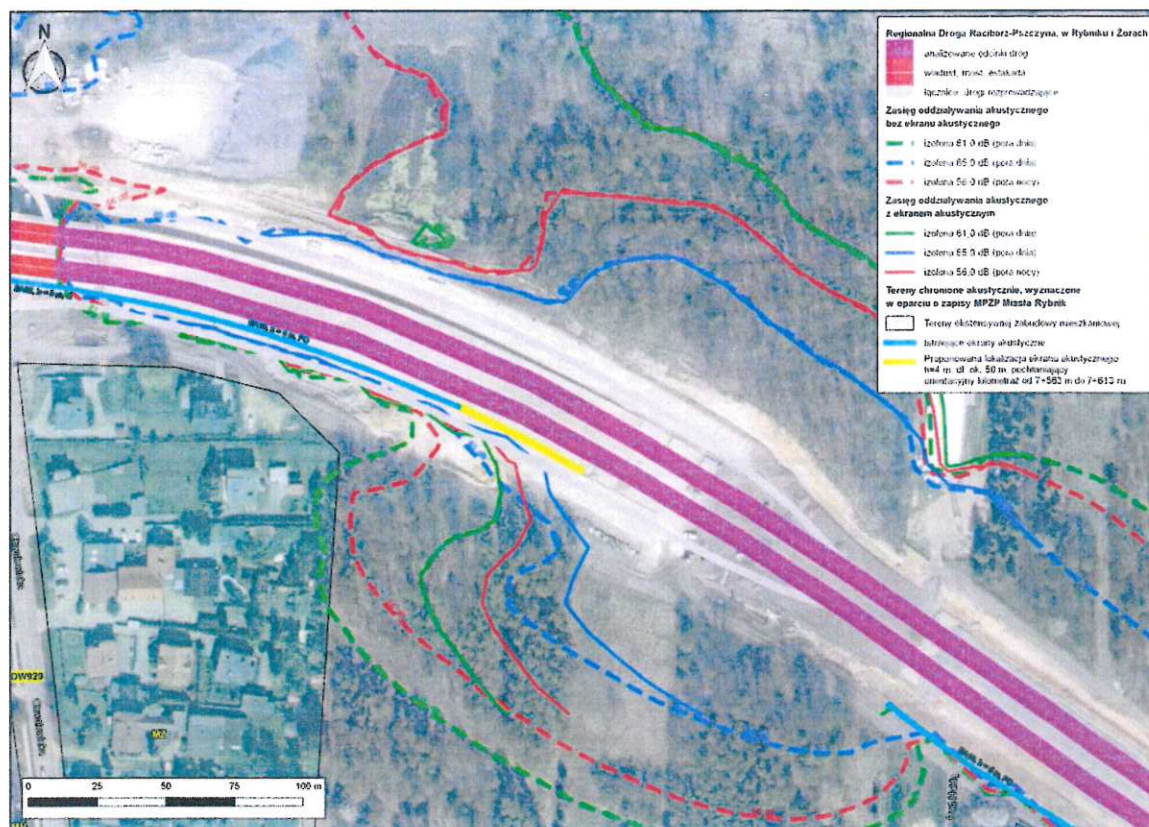 N
Regionalna Droga Racibórz-Pszczyna, w Rybniku i Żorach
analizowane odcinki dróg
wiadukt, most, estakada
łącznice, drogi rozprowadzające
Zasięg oddziaływania akustycznego
bez ekranu akustycznego
izofona 61,0 dB (pora dnia)
izofona 65,0 dB (pora dnia)
izofona 56,0 dB (pora nocy)
Zasięg oddziaływania akustycznego
z ekranem akustycznym
izofona 61,0 dB (pora dnia)
izofona 65,0 dB (pora dnia)
izofona 56,0 dB (pora nocy)
Tereny chronione akustycznie, wyznaczone
w oparciu o zapisy MPZP Miasta Rybnik
Tereny ekstensywnej zabudowy mieszkaniowej
Istniejące ekrany akustyczne
Proponowana lokalizacja ekranu akustycznego
h=4 m, dł. ok. 50 m, pochłaniający
orientacyjny kilometraż od 7+563 m do 7+613 m
DW929
0 25 50 75 100 m